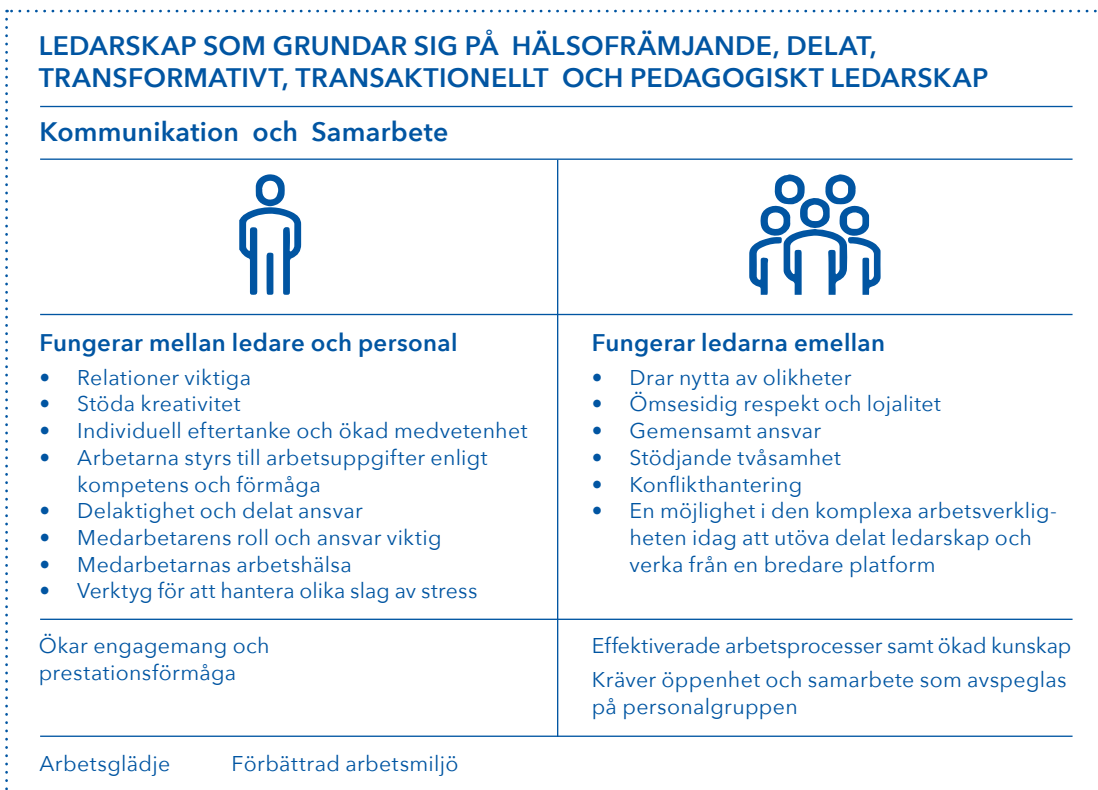 LEDARSKAP SOM GRUNDAR SIG PÅ HÄLSOFRÄMJANDE, DELAT,
TRANSFORMATIVT, TRANSAKTIONELLT OCH PEDAGOGISKT LEDARSKAP
Kommunikation och Samarbete
Fungerar mellan ledare och personal
• Relationer viktiga
• Stöda kreativitet
• Individuell eftertanke och ökad medvetenhet
• Arbetarna styrs till arbetsuppgifter enligt
kompetens och förmåga
• Delaktighet och delat ansvar
• Medarbetarens roll och ansvar viktig
• Medarbetarnas arbetshälsa
• Verktyg för att hantera olika slag av stress
Fungerar ledarna emellan
• Drar nytta av olikheter
• Ömsesidig respekt och lojalitet
• Gemensamt ansvar
• Stödjande tvåsamhet
• Konflikthantering
• En möjlighet i den komplexa arbetsverklig-
heten idag att utöva delat ledarskap och
verka från en bredare platform
Ökar engagemang och
prestationsförmåga
Effektiverade arbetsprocesser samt ökad kunskap
Kräver öppenhet och samarbete som avspeglas
på personalgruppen
Arbetsglädje Förbättrad arbetsmiljö